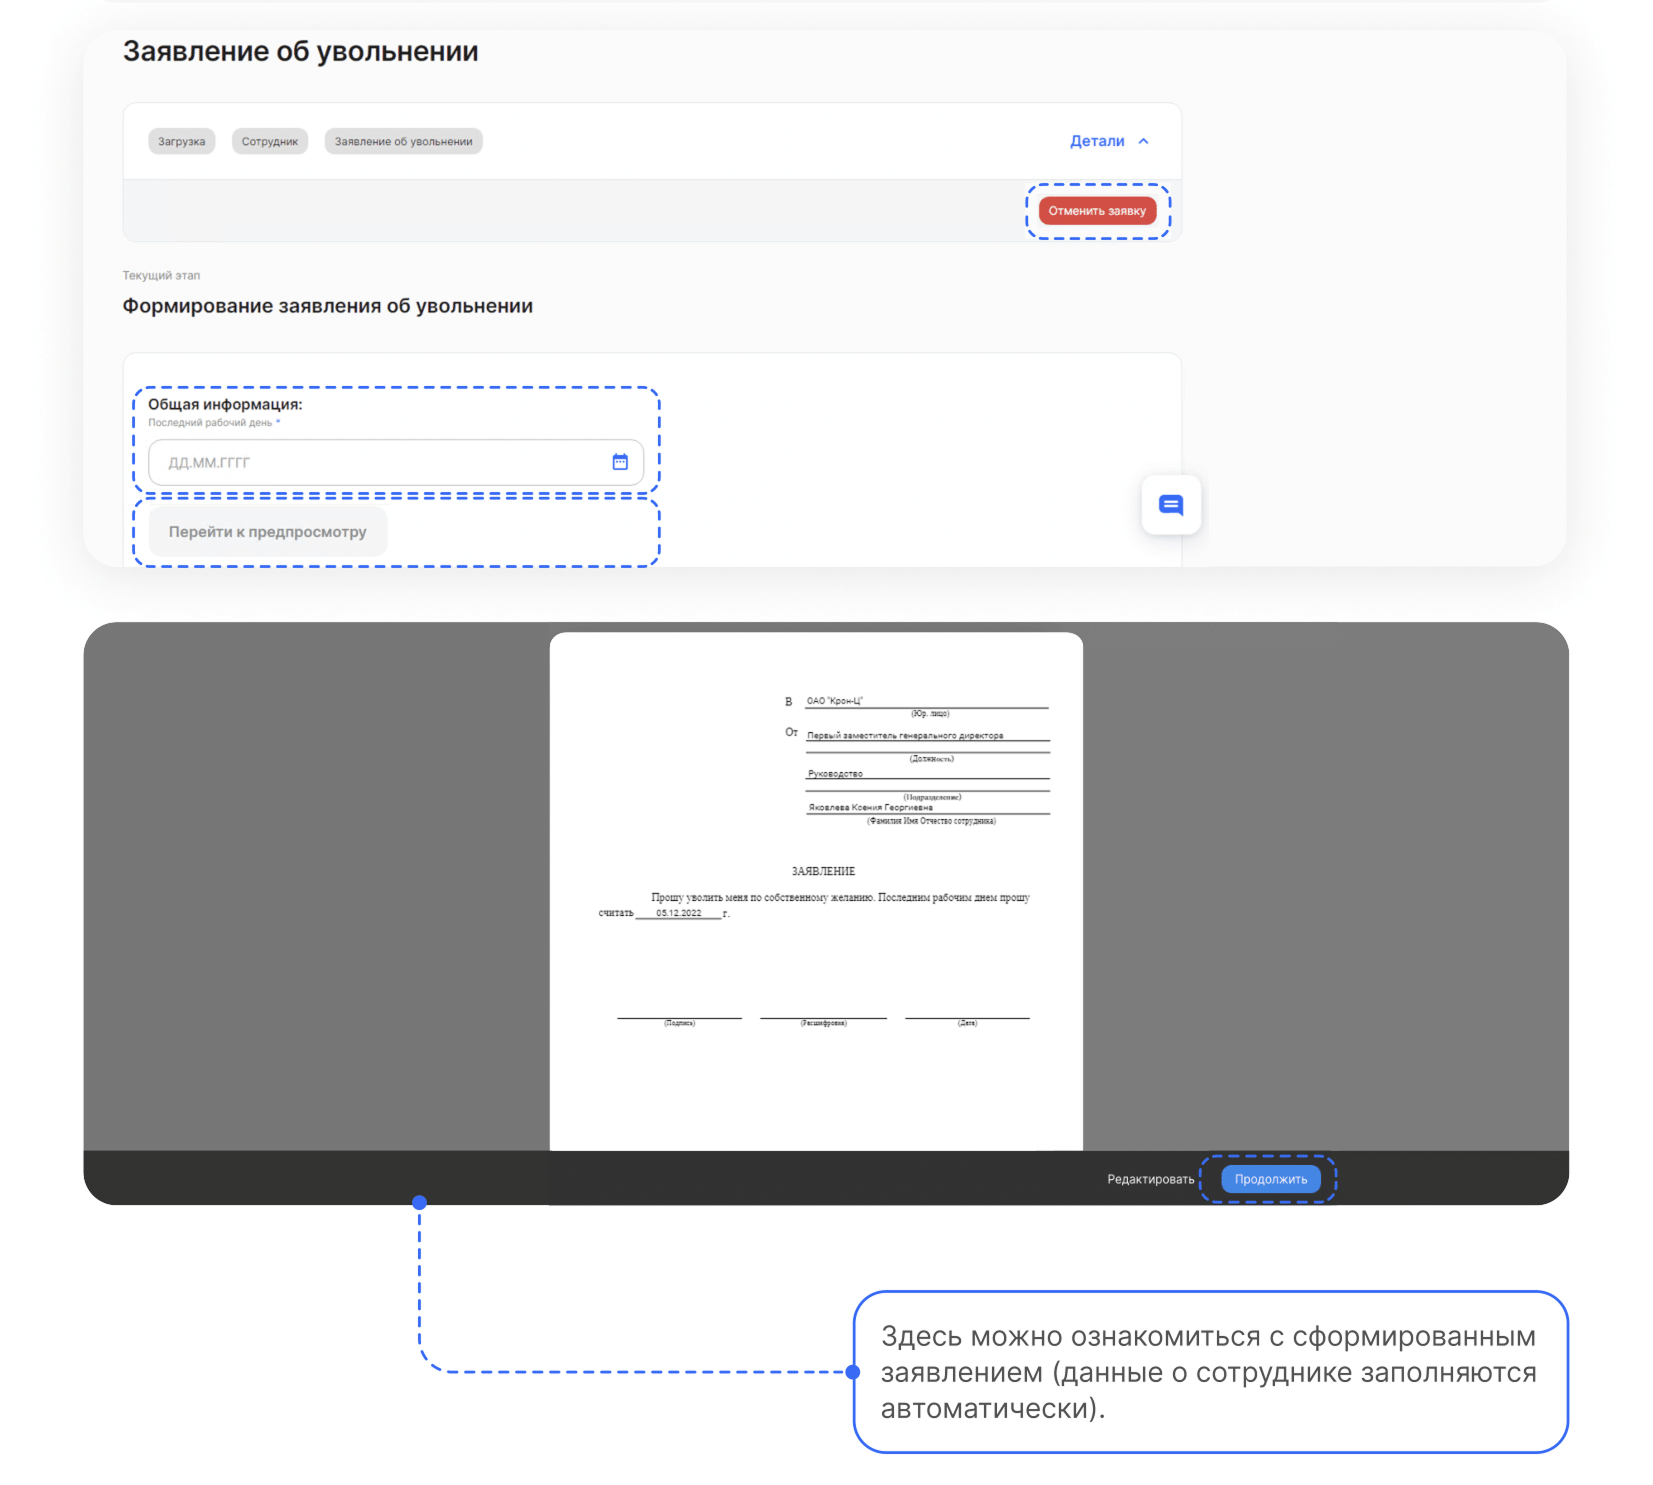 Заявление об увольнении
Загрузка Сотрудник Заявление об увольнении Детали
Отменить заявку
Текущий этап
Формирование заявления об увольнении
Общая информация:
Последний рабочий день *
ДД.ММ.ГГГГ
Перейти к предпросмотру
В ОАО "Крон-Ц"
(Юр. лицо)
От Первый заместитель генерального директора
(Должность)
Руководство
(Подразделение)
Яковлева Ксения Георгиевна
(Фамилия Имя Отчество сотрудника)
ЗАЯВЛЕНИЕ
Прошу уволить меня по собственному желанию. Последним рабочим днем прошу
считать 05.12.2022 г.
(Подпись) (Расшифровка) (Дата)
Редактировать Продолжить
Здесь можно ознакомиться с сформированным
заявлением (данные о сотруднике заполняются
автоматически).